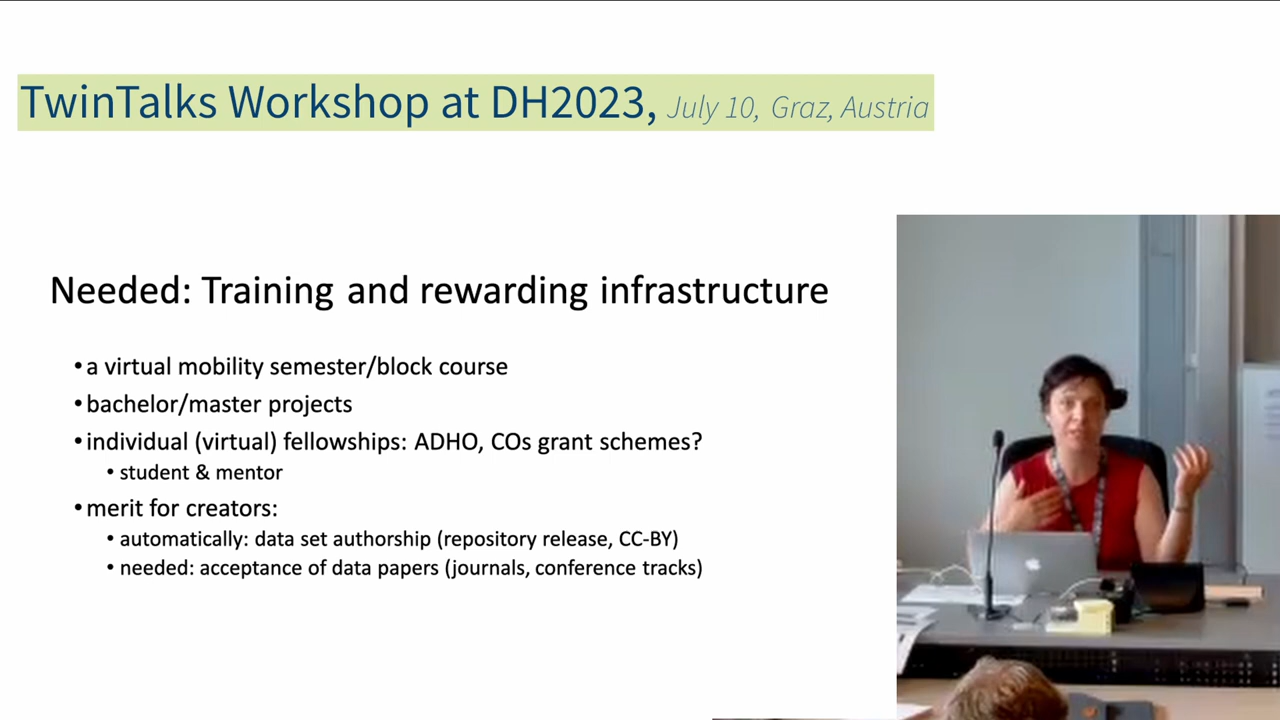 TwinTalks Workshop at DH2023, July 10, Graz, Austria
Needed: Training and rewarding infrastructure
•a virtual mobility semester/block course
•bachelor/master projects
•individual (virtual) fellowships: ADHO, COs grant schemes?
•student & mentor
•merit for creators:
•automatically: data set authorship (repository release, CC-BY)
•needed: acceptance of data papers (journals, conference tracks)